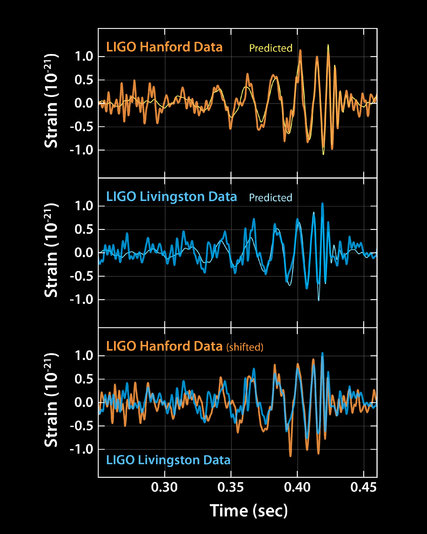 LIGO Hanford Data Predicted
1.0
0.5
0.0
-0.5
-1.0
Strain (10⁻²¹)
LIGO Livingston Data Predicted
1.0
0.5
0.0
-0.5
-1.0
Strain (10⁻²¹)
LIGO Hanford Data (shifted)
1.0
0.5
0.0
-0.5
-1.0
Strain (10⁻²¹)
LIGO Livingston Data
0.30 0.35 0.40 0.45
Time (sec)